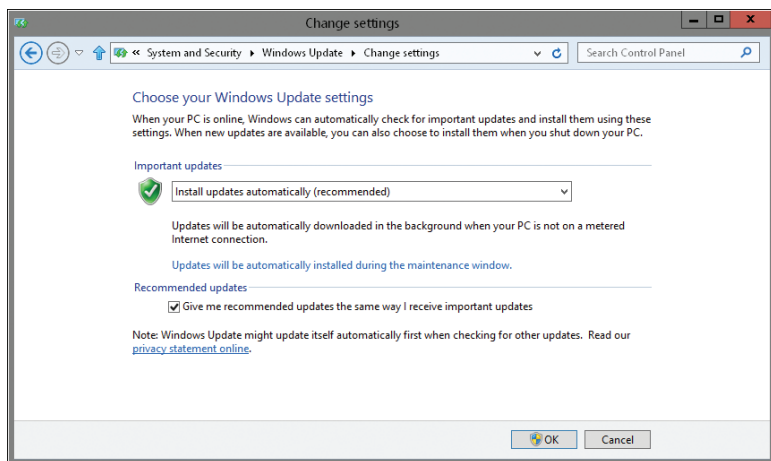 Change settings
« System and Security ▸ Windows Update ▸ Change settings
Search Control Panel
Choose your Windows Update settings
When your PC is online, Windows can automatically check for important updates and install them using these
settings. When new updates are available, you can also choose to install them when you shut down your PC.
Important updates
Install updates automatically (recommended)
Updates will be automatically downloaded in the background when your PC is not on a metered
Internet connection.
Updates will be automatically installed during the maintenance window.
Recommended updates
Give me recommended updates the same way I receive important updates
Note: Windows Update might update itself automatically first when checking for other updates. Read our
privacy statement online.
OK
Cancel